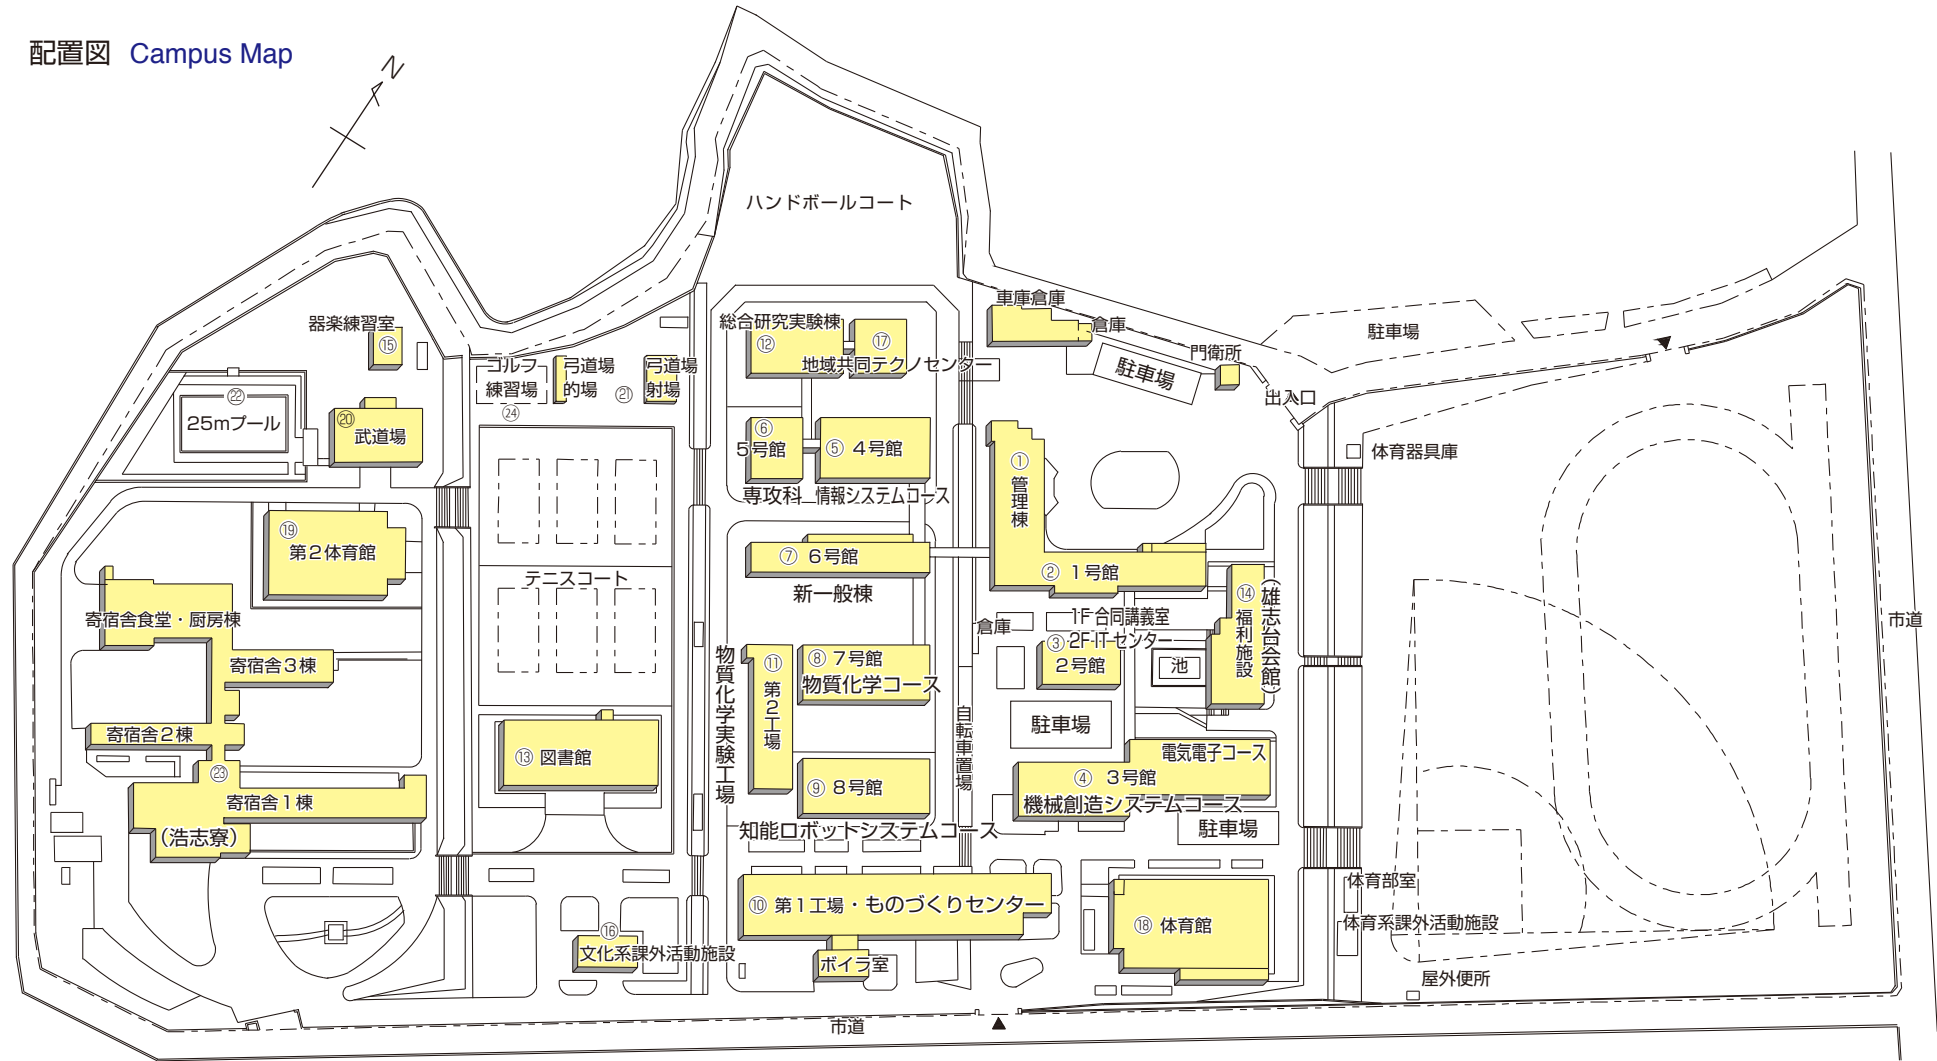 配置図 Campus Map
N
ハンドボールコート
器楽練習室
⑮
総合研究実験棟
⑫
⑰
地域共同テクノセンター
車庫倉庫
倉庫
駐車場
門衛所
出入口
駐車場
体育器具庫
㉒
25mプール
⑳
武道場
ゴルフ
練習場
㉔
弓道場
的場
㉑
弓道場
射場
⑥
5号館
専攻科
⑤ 4号館
情報システムコース
①
管理棟
⑲
第2体育館
テニスコート
⑦ 6号館
新一般棟
② 1号館
⑭
福利施設
(雄志台会館)
1F 合同講義室
2F ITセンター
③
2号館
倉庫
池
市道
寄宿舎食堂・厨房棟
寄宿舎3棟
寄宿舎2棟
㉓
寄宿舎1棟
(浩志寮)
⑬ 図書館
物質化学実験工場
⑪
第2工場
⑧ 7号館
物質化学コース
⑨ 8号館
知能ロボットシステムコース
自転車置場
駐車場
電気電子コース
④ 3号館
機械創造システムコース
駐車場
⑩ 第1工場・ものづくりセンター
ボイラ室
⑯
文化系課外活動施設
⑱ 体育館
体育部室
体育系課外活動施設
屋外便所
市道